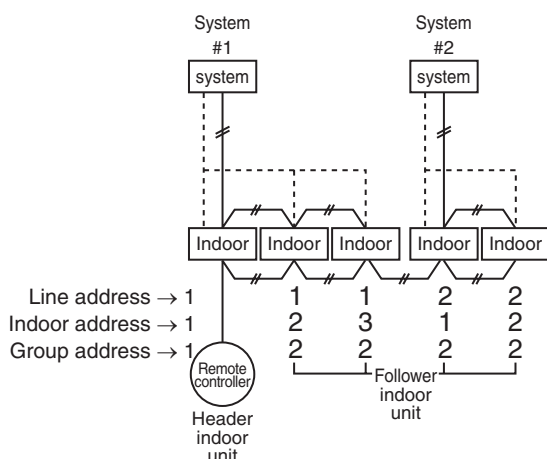 System
#1
System
#2
system
system
Indoor Indoor Indoor Indoor Indoor
Line address → 1 1 1 2 2
Indoor address → 1 2 3 1 2
Group address → 1 2 2 2 2
Remote
controller
Header
indoor
unit
Follower
indoor
unit